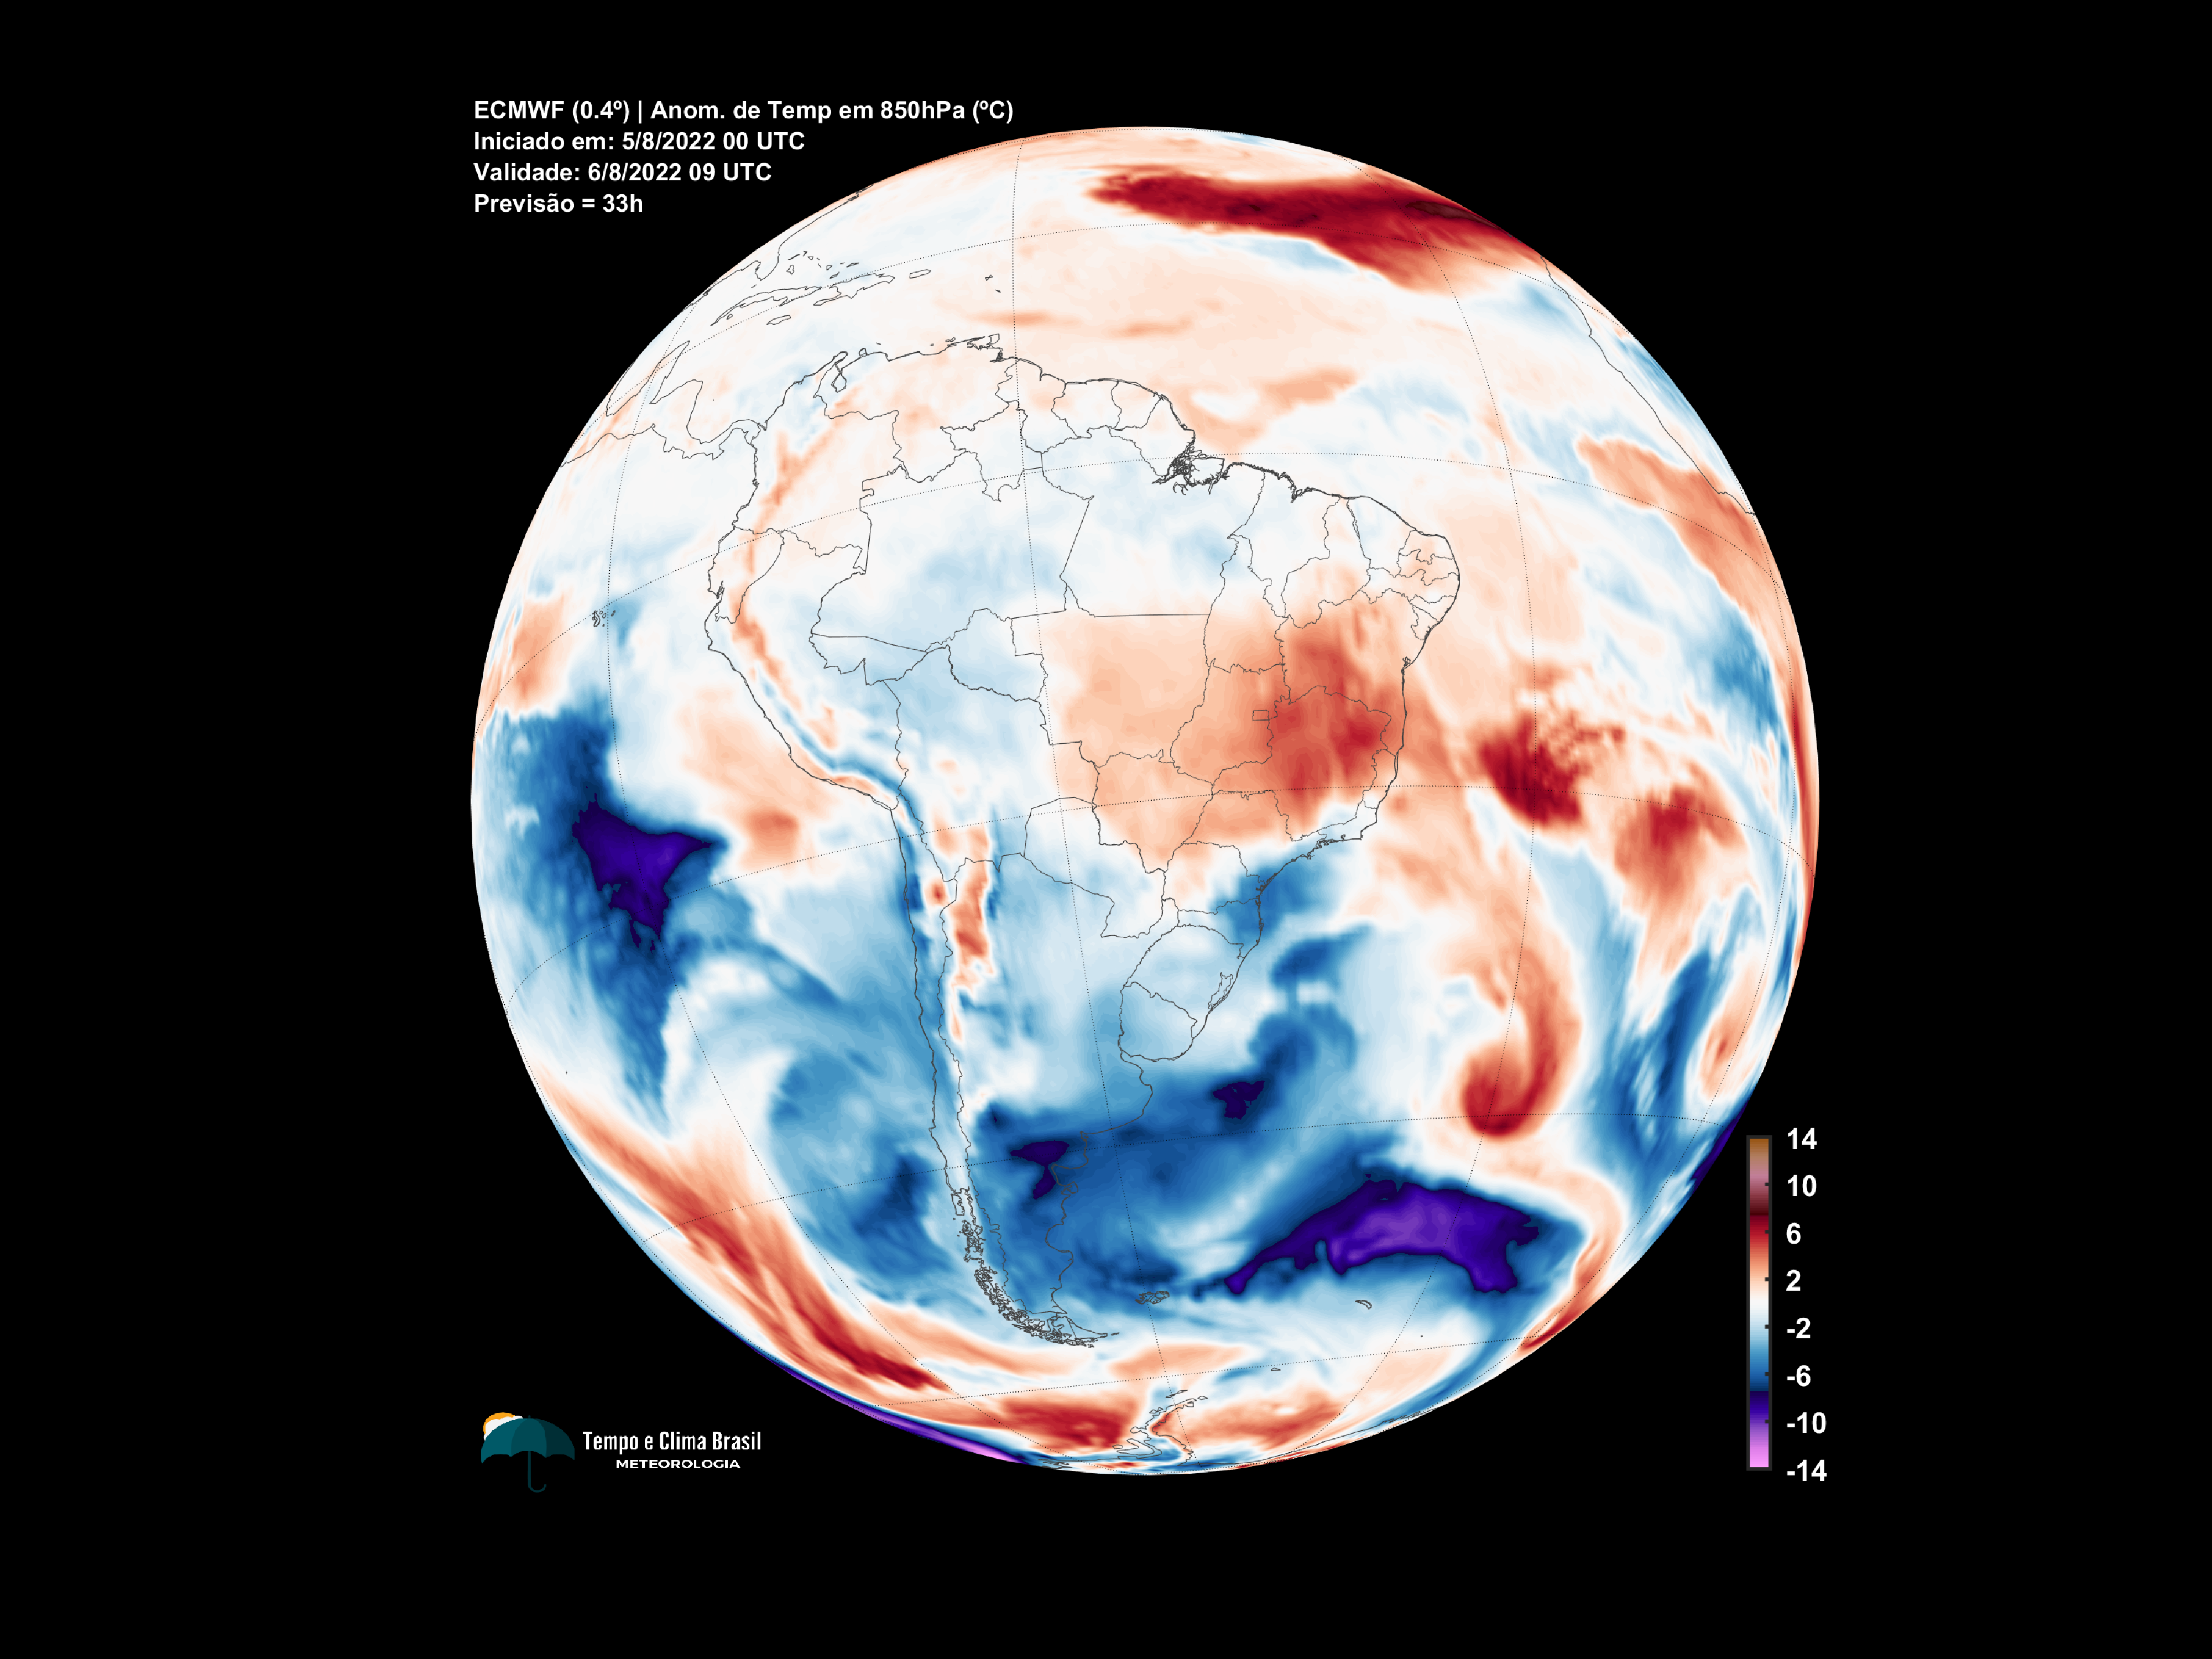 ECMWF (0.4º) | Anom. de Temp em 850hPa (ºC)
Iniciado em: 5/8/2022 00 UTC
Validade: 6/8/2022 09 UTC
Previsão = 33h
14
10
6
2
-2
-6
-10
-14
Tempo e Clima Brasil
METEOROLOGIA